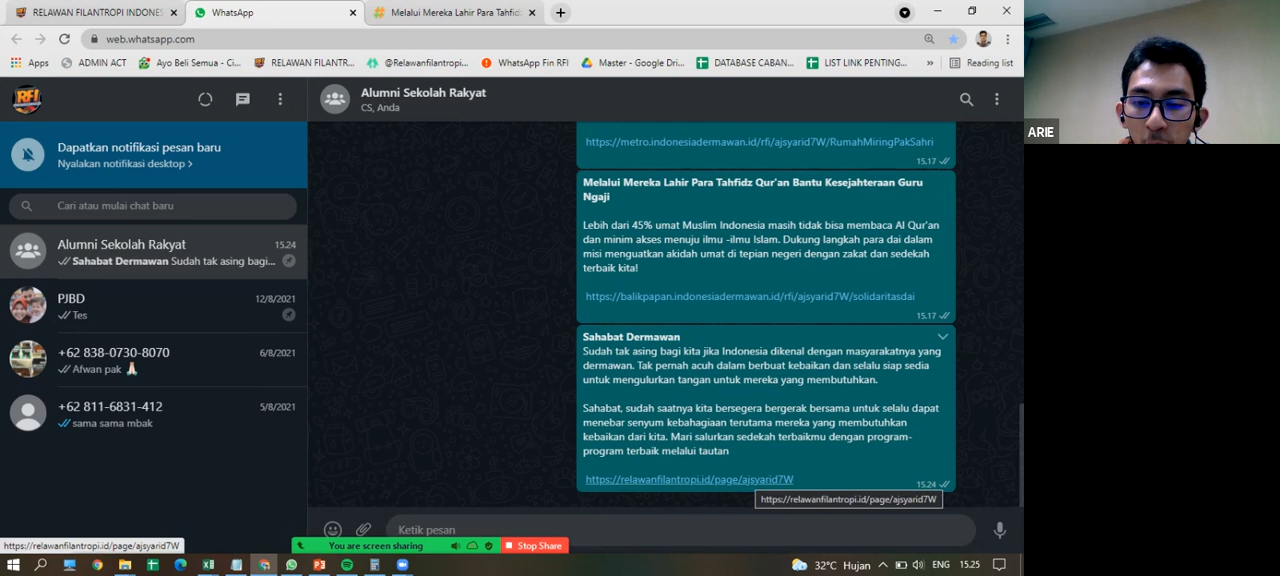 RELAWAN FILANTROPI INDONES
WhatsApp
Melalui Mereka Lahir Para Tahfidz
web.whatsapp.com
Apps
ADMIN ACT
Ayo Beli Semua - Ci...
RELAWAN FILANTR...
@Relawanfilantropi...
WhatsApp Fin RFI
Master - Google Dri...
DATABASE CABAN...
LIST LINK PENTING...
»
Reading list
RFI
Alumni Sekolah Rakyat
CS, Anda
ARIE
Dapatkan notifikasi pesan baru
Nyalakan notifikasi desktop >
Cari atau mulai chat baru
Alumni Sekolah Rakyat
15.24
Sahabat Dermawan Sudah tak asing bagi...
PJBD
12/8/2021
Tes
+62 838-0730-8070
6/8/2021
Afwan pak 🙏🏻
+62 811-6831-412
5/8/2021
sama sama mbak
https://metro.indonesiadermawan.id/rfi/ajsyarid7W/RumahMiringPakSahri
15.17
Melalui Mereka Lahir Para Tahfidz Qur'an Bantu Kesejahteraan Guru
Ngaji
Lebih dari 45% umat Muslim Indonesia masih tidak bisa membaca Al Qur'an
dan minim akses menuju ilmu -ilmu Islam. Dukung langkah para dai dalam
misi menguatkan akidah umat di tepian negeri dengan zakat dan sedekah
terbaik kita!
https://balikpapan.indonesiadermawan.id/rfi/ajsyarid7W/solidaritasdai
15.17
Sahabat Dermawan
Sudah tak asing bagi kita jika Indonesia dikenal dengan masyarakatnya yang
dermawan. Tak pernah acuh dalam berbuat kebaikan dan selalu siap sedia
untuk mengulurkan tangan untuk mereka yang membutuhkan.
Sahabat, sudah saatnya kita bersegera bergerak bersama untuk selalu dapat
menebar senyum kebahagiaan terutama mereka yang membutuhkan
kebaikan dari kita. Mari salurkan sedekah terbaikmu dengan program-
program terbaik melalui tautan
https://relawanfilantropi.id/page/ajsyarid7W
15.24
https://relawanfilantropi.id/page/ajsyarid7W
Ketik pesan
https://relawanfilantropi.id/page/ajsyarid7W
You are screen sharing
Stop Share
32°C Hujan
ENG
15.25